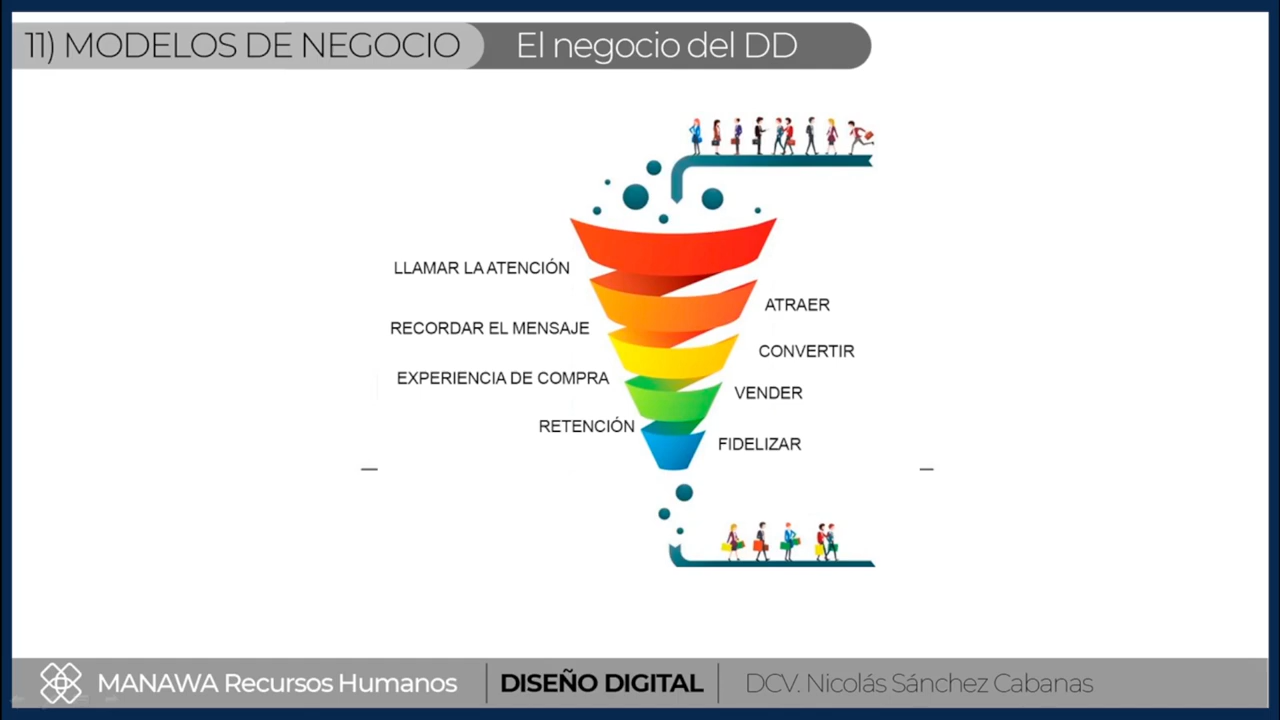 11) MODELOS DE NEGOCIO El negocio del DD
LLAMAR LA ATENCIÓN
ATRAER
RECORDAR EL MENSAJE
CONVERTIR
EXPERIENCIA DE COMPRA
VENDER
RETENCIÓN
FIDELIZAR
MANAWA Recursos Humanos DISEÑO DIGITAL DCV. Nicolás Sánchez Cabanas